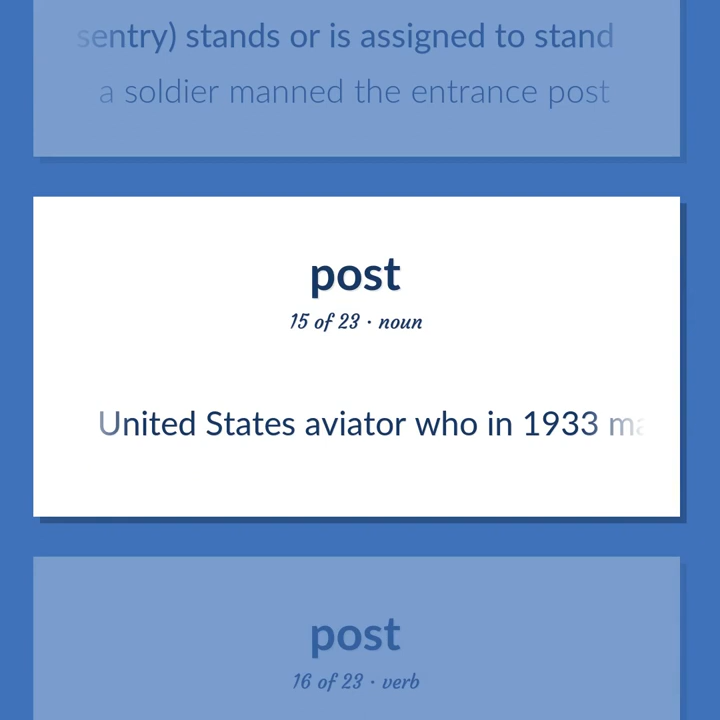 sentry) stands or is assigned to stand
a soldier manned the entrance post
post
15 of 23 · noun
United States aviator who in 1933
post
16 of 23 · verb